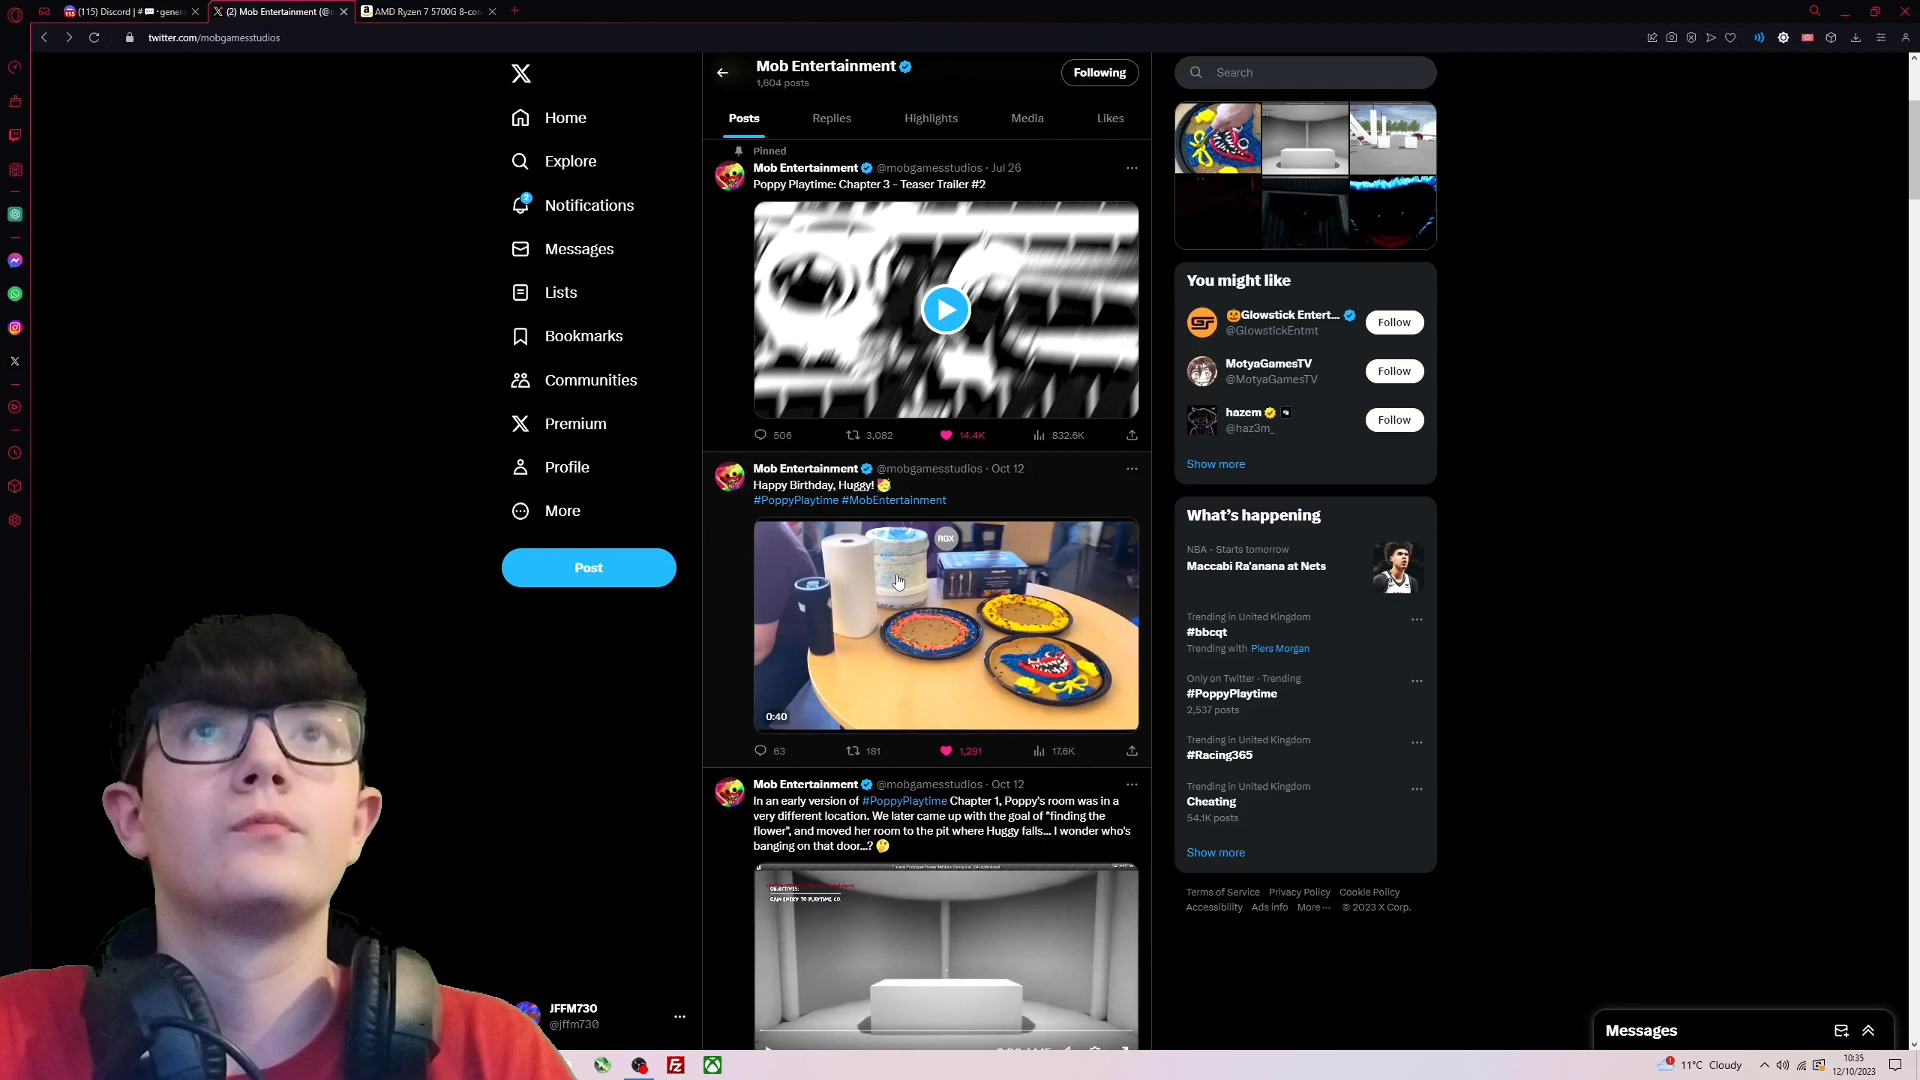 (115) Discord | # 💬・gener
(2) Mob Entertainment (@m
AMD Ryzen 7 5700G 8-cor
twitter.com/mobgamesstudios
Home
Explore
2
Notifications
Messages
Lists
Bookmarks
Communities
Premium
Profile
More
Post
JFFM730
@jffm730
Mob Entertainment
1,604 posts
Following
Posts Replies Highlights Media Likes
Pinned
Mob Entertainment @mobgamesstudios · Jul 26
Poppy Playtime: Chapter 3 - Teaser Trailer #2
506 3,082 14.4K 832.6K
Mob Entertainment @mobgamesstudios · Oct 12
Happy Birthday, Huggy! 🥳
#PoppyPlaytime #MobEntertainment
RGX
0:40
63 181 1,291 17.6K
Mob Entertainment @mobgamesstudios · Oct 12
In an early version of #PoppyPlaytime Chapter 1, Poppy's room was in a
very different location. We later came up with the goal of "finding the
flower", and moved her room to the pit where Huggy falls... I wonder who's
banging on that door...? 🤔
OBJECTIVES:
GAIN ENTRY TO PLAYTIME CO.
Search
You might like
🎃Glowstick Entert...
@GlowstickEntmt
Follow
MotyaGamesTV
@MotyaGamesTV
Follow
hazem
@haz3m_
Follow
Show more
What's happening
NBA · Starts tomorrow
Maccabi Ra'anana at Nets
Trending in United Kingdom
#bbcqt
Trending with Piers Morgan
Only on Twitter · Trending
#PoppyPlaytime
2,537 posts
Trending in United Kingdom
#Racing365
Trending in United Kingdom
Cheating
54.1K posts
Show more
Terms of Service Privacy Policy Cookie Policy
Accessibility Ads info More ··· © 2023 X Corp.
Messages
11°C Cloudy
10:35
12/10/2023